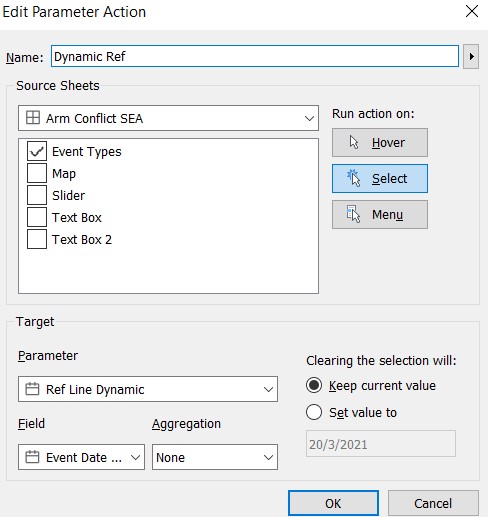 Edit Parameter Action
Name: Dynamic Ref
Source Sheets
Arm Conflict SEA
Run action on:
Event Types
Map
Slider
Text Box
Text Box 2
Hover
Select
Menu
Target
Parameter
Ref Line Dynamic
Field
Aggregation
Event Date ...
None
Clearing the selection will:
Keep current value
Set value to
20/3/2021
OK
Cancel